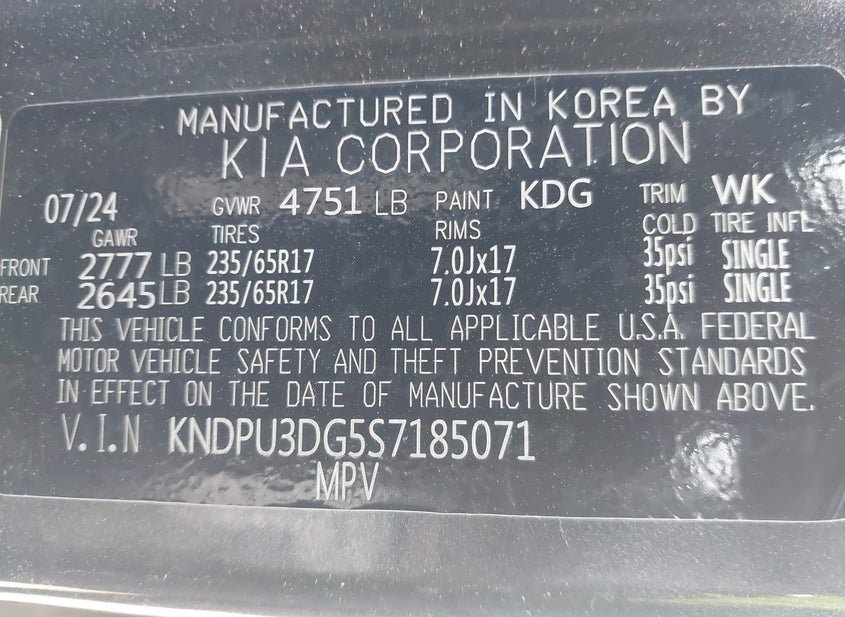 MANUFACTURED IN KOREA BY
KIA CORPORATION
07/24 GVWR 4751 LB PAINT KDG TRIM WK
GAWR TIRES RIMS COLD TIRE INFL
FRONT 2777 LB 235/65R17 7.0Jx17 35psi SINGLE
REAR 2645 LB 235/65R17 7.0Jx17 35psi SINGLE
THIS VEHICLE CONFORMS TO ALL APPLICABLE U.S.A. FEDERAL
MOTOR VEHICLE SAFETY AND THEFT PREVENTION STANDARDS
IN EFFECT ON THE DATE OF MANUFACTURE SHOWN ABOVE.
V.I.N KNDPU3DG5S7185071
MPV